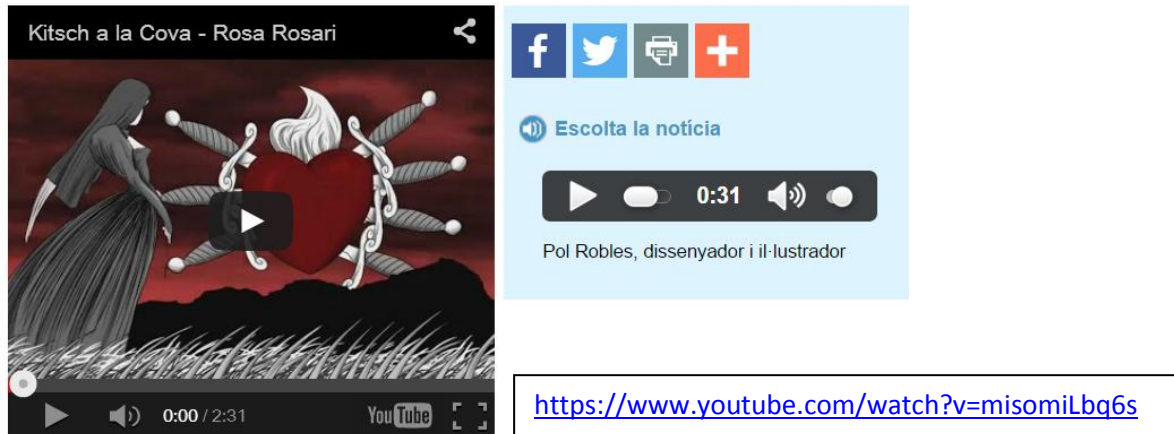 Kitsch a la Cova - Rosa Rosari
0:00 / 2:31
YouTube
f
Escolta la notícia
0:31
Pol Robles, dissenyador i il·lustrador
https://www.youtube.com/watch?v=misomiLbq6s